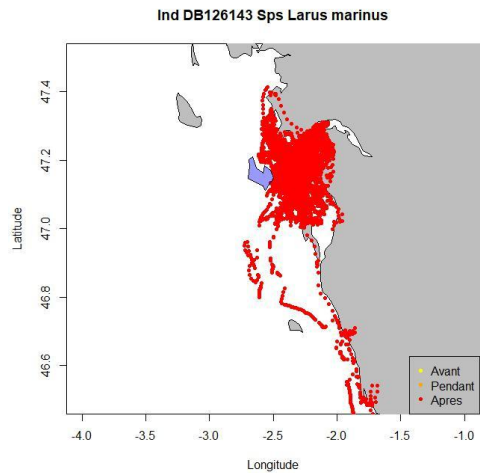 Ind DB126143 Sps Larus marinus
Latitude
47.4
47.2
47.0
46.8
46.6
Avant
Pendant
Apres
-4.0 -3.5 -3.0 -2.5 -2.0 -1.5 -1.0
Longitude